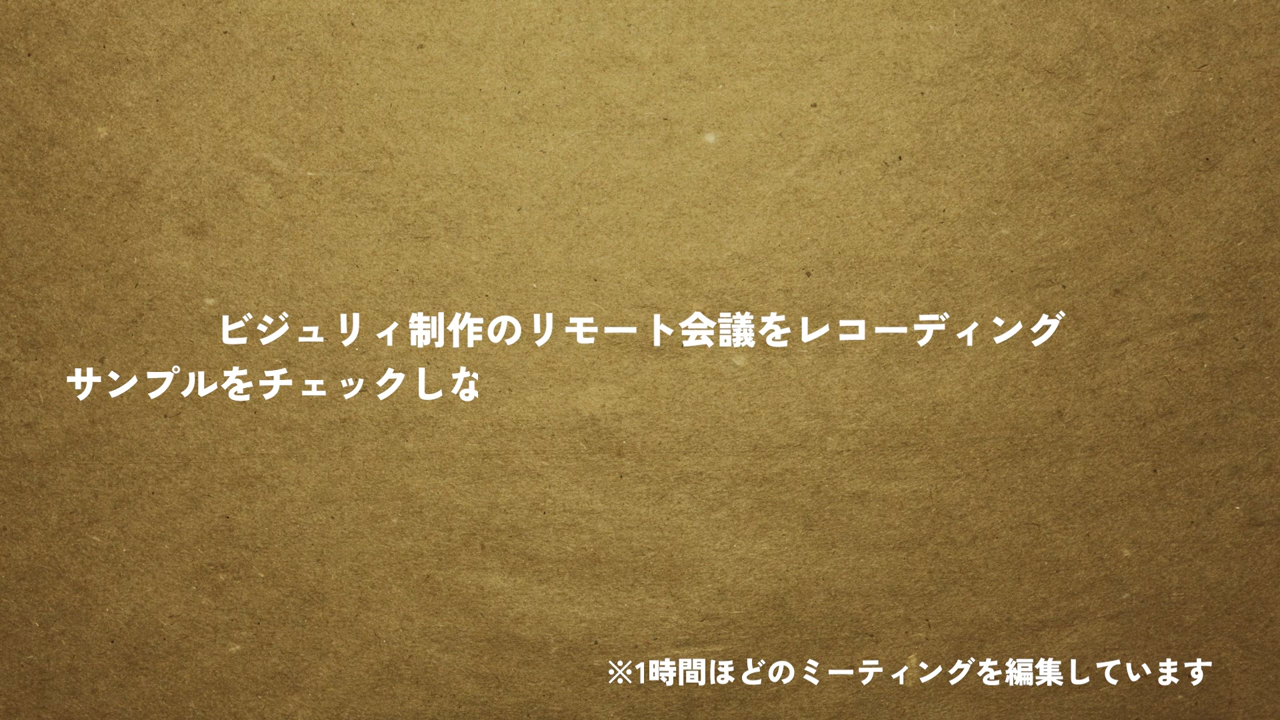 ビジュリィ制作のリモート会議をレコーディング
サンプルをチェックしな
※1時間ほどのミーティングを編集しています